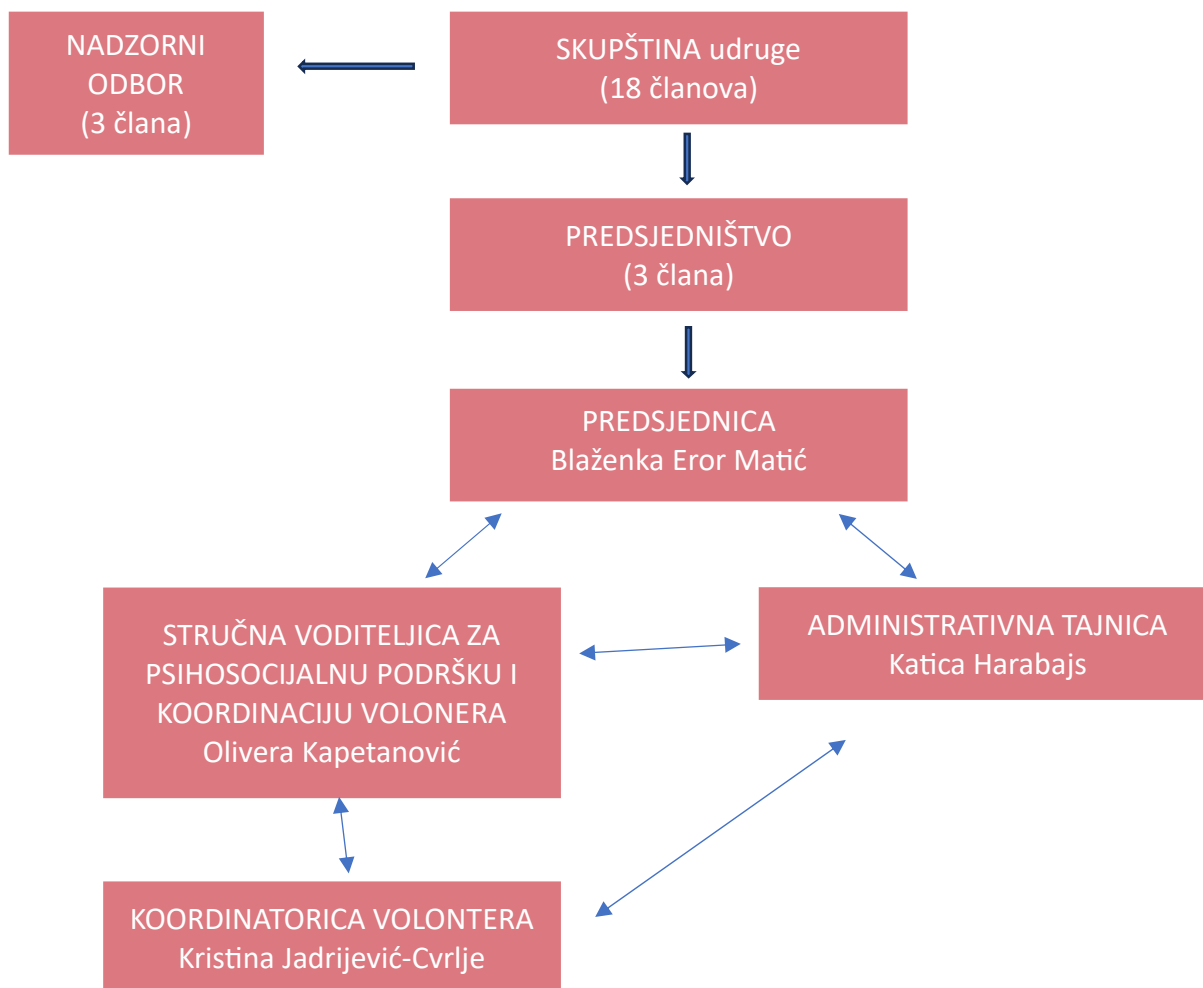 NADZORNI
ODBOR
(3 člana)
SKUPŠTINA udruge
(18 članova)
PREDSJEDNIŠTVO
(3 člana)
PREDSJEDNICA
Blaženka Eror Matić
STRUČNA VODITELJICA ZA
PSIHOSOCIJALNU PODRŠKU I
KOORDINACIJU VOLONERA
Olivera Kapetanović
ADMINISTRATIVNA TAJNICA
Katica Harabajs
KOORDINATORICA VOLONTERA
Kristina Jadrijević-Cvrlje